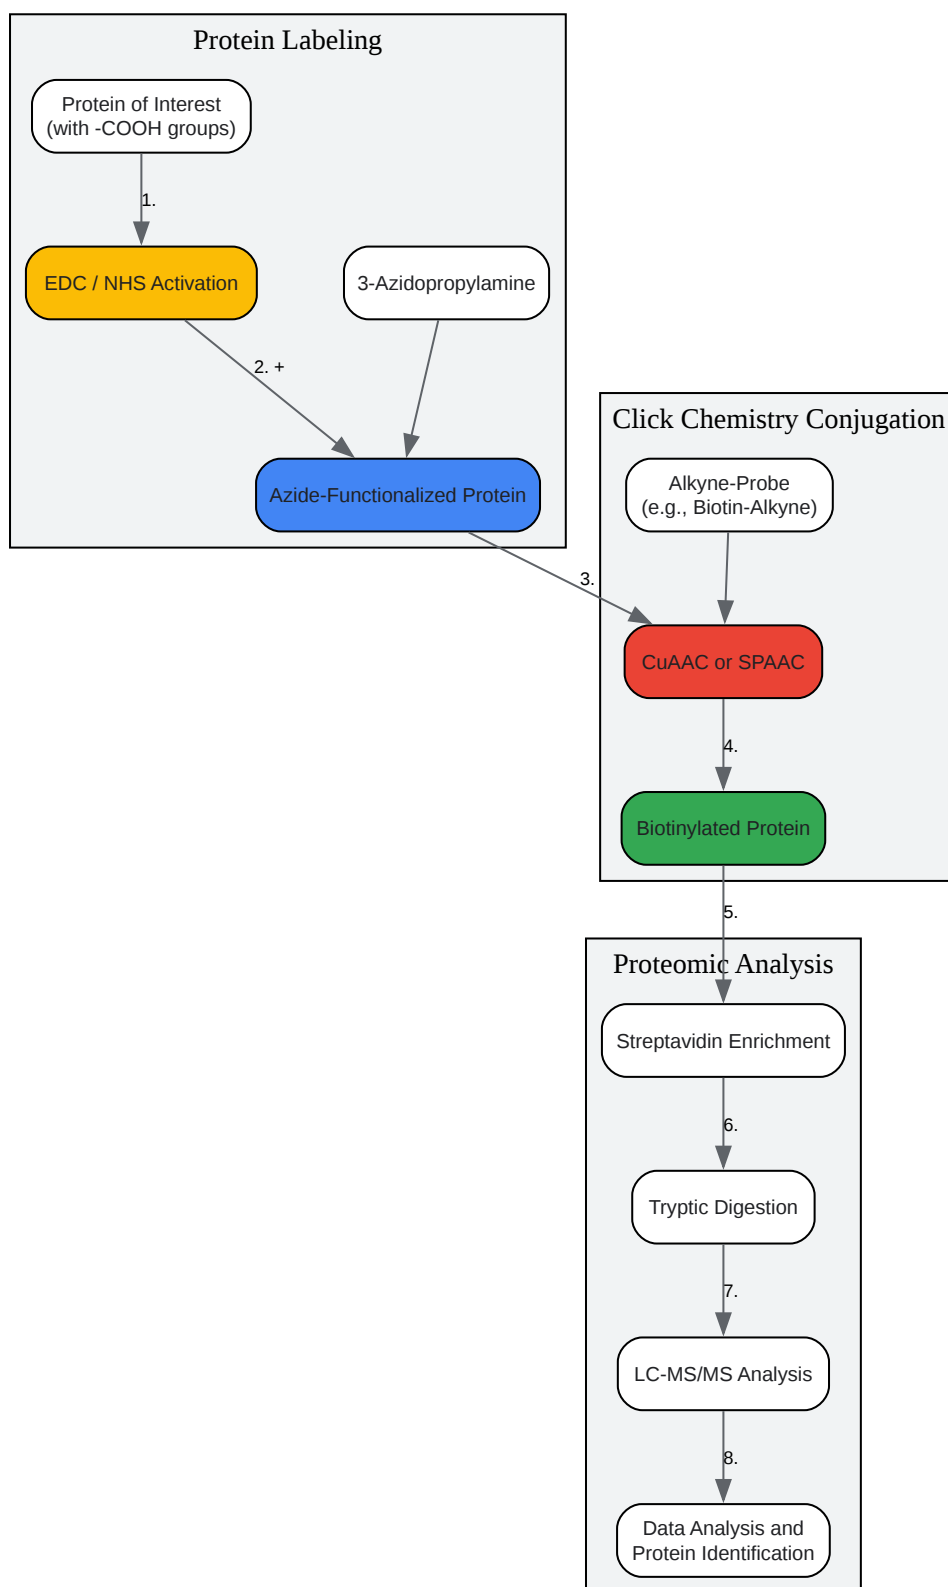 Protein Labeling
Protein of Interest
(with -COOH groups)
1.
EDC / NHS Activation
3-Azidopropylamine
2. +
Azide-Functionalized Protein
Click Chemistry Conjugation
Alkyne-Probe
(e.g., Biotin-Alkyne)
3.
CuAAC or SPAAC
4.
Biotinylated Protein
5.
Proteomic Analysis
Streptavidin Enrichment
6.
Tryptic Digestion
7.
LC-MS/MS Analysis
8.
Data Analysis and
Protein Identification